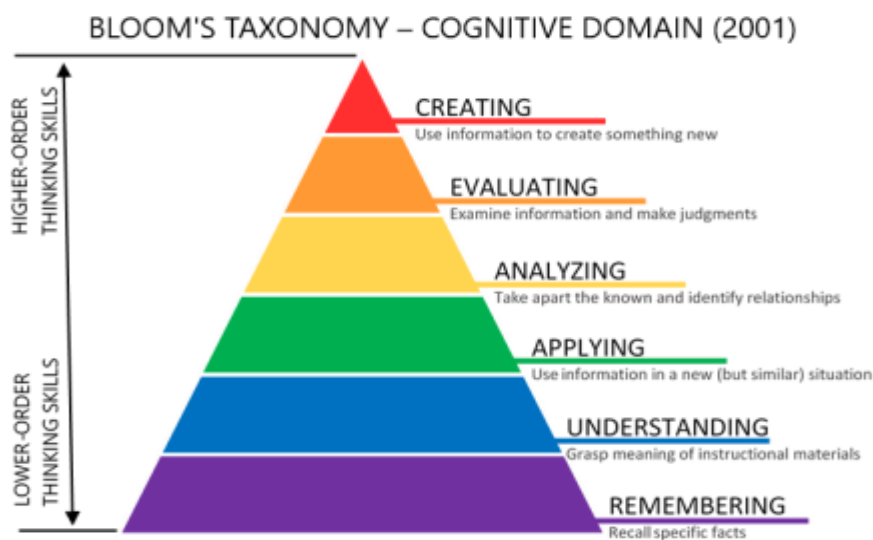 BLOOM'S TAXONOMY – COGNITIVE DOMAIN (2001)
HIGHER-ORDER
THINKING SKILLS
LOWER-ORDER
THINKING SKILLS
CREATING
Use information to create something new
EVALUATING
Examine information and make judgments
ANALYZING
Take apart the known and identify relationships
APPLYING
Use information in a new (but similar) situation
UNDERSTANDING
Grasp meaning of instructional materials
REMEMBERING
Recall specific facts